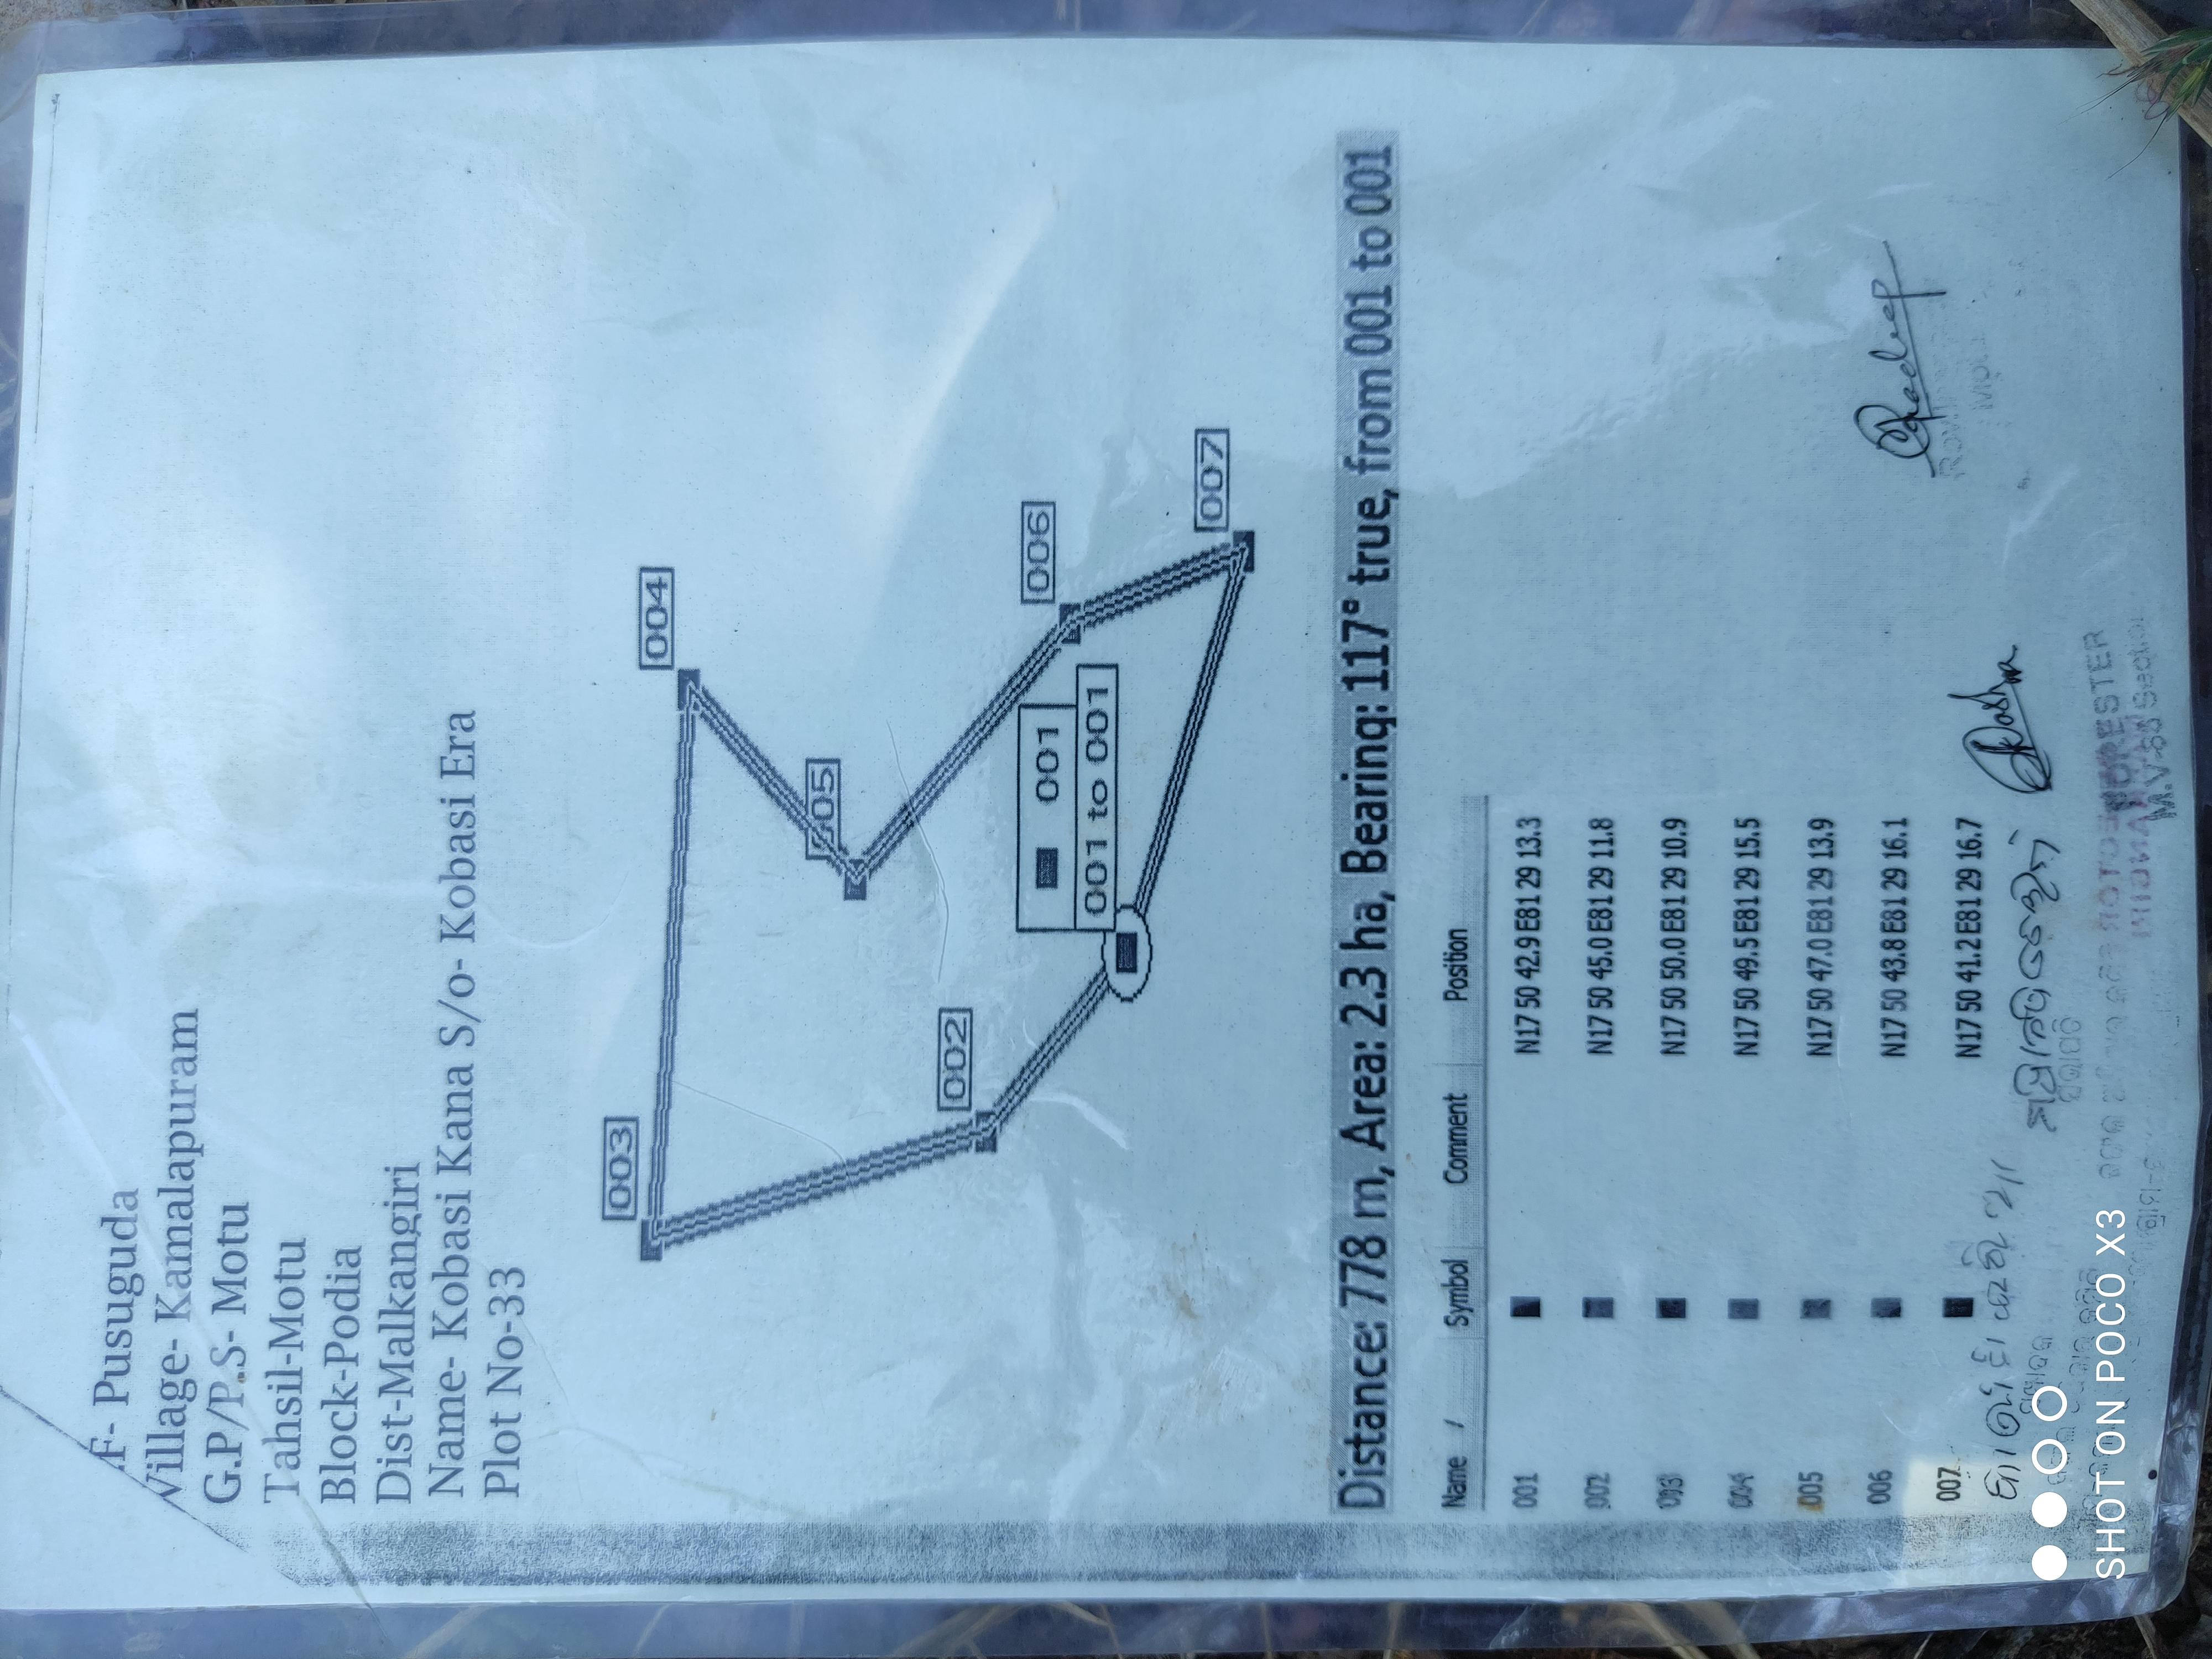 .F- Pusuguda
Village- Kamalapuram
G.P/P.S- Motu
Tahsil-Motu
Block-Podia
Dist-Malkangiri
Name- Kobasi Kana S/o- Kobasi Era
Plot No-33
003
004
005
002
001
006
001 to 001
007
Distance: 778 m, Area: 2.3 ha, Bearing: 117° true, from 001 to 001
Name / Symbol Comment Position
001 N17 50 42.9 E81 29 13.3
002 N17 50 45.0 E81 29 11.8
003 N17 50 50.0 E81 29 10.9
004 N17 50 49.5 E81 29 15.5
005 N17 50 47.0 E81 29 13.9
006 N17 50 43.8 E81 29 16.1
007 N17 50 41.2 E81 29 16.7
Pradeep
M.V-
SHOT ON POCO X3